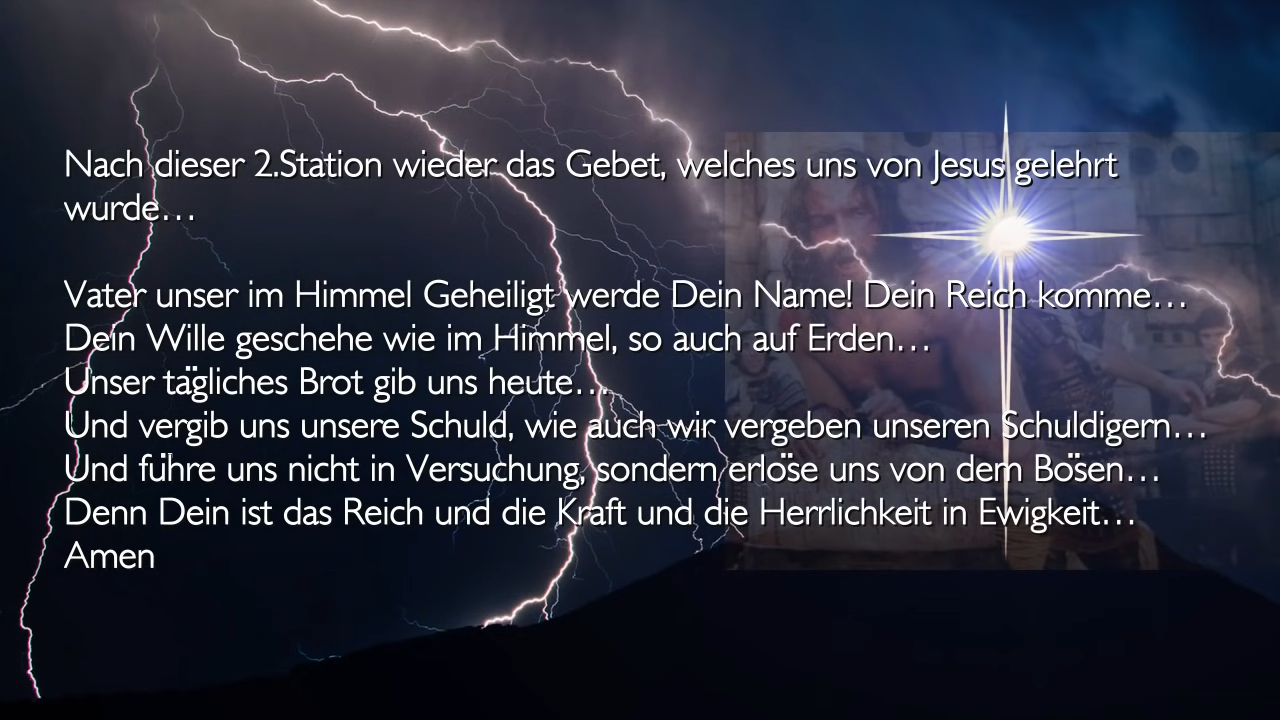 Nach dieser 2.Station wieder das Gebet, welches uns von Jesus gelehrt
wurde…
Vater unser im Himmel Geheiligt werde Dein Name! Dein Reich komme…
Dein Wille geschehe wie im Himmel, so auch auf Erden…
Unser tägliches Brot gib uns heute…
Und vergib uns unsere Schuld, wie auch wir vergeben unseren Schuldigern…
Und führe uns nicht in Versuchung, sondern erlöse uns von dem Bösen…
Denn Dein ist das Reich und die Kraft und die Herrlichkeit in Ewigkeit…
Amen